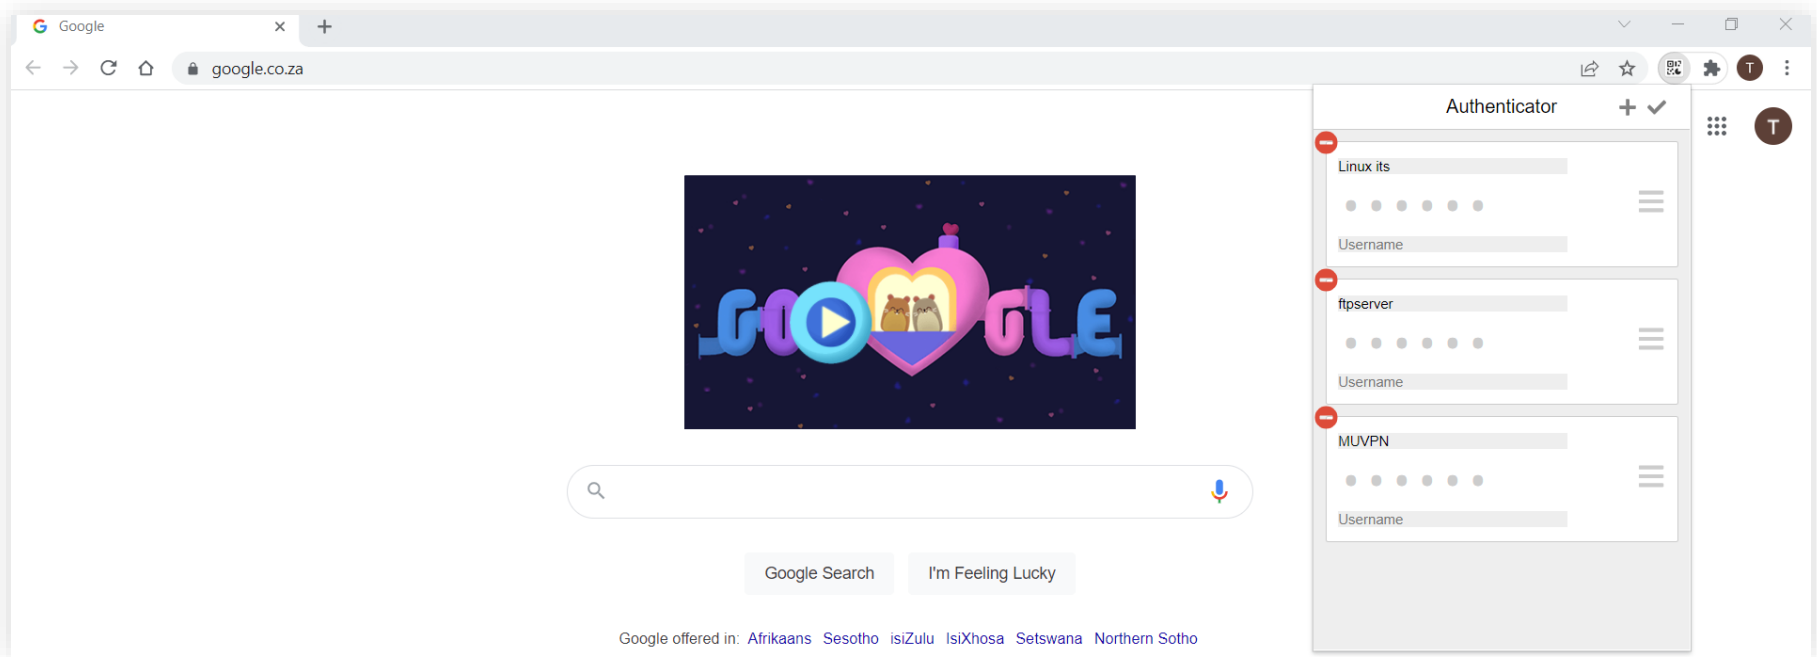 Google
google.co.za
T
Authenticator
T
Linux its
Username
ftpserver
Username
MUVPN
Username
GOOGLE
Google Search
I'm Feeling Lucky
Google offered in: Afrikaans Sesotho isiZulu IsiXhosa Setswana Northern Sotho